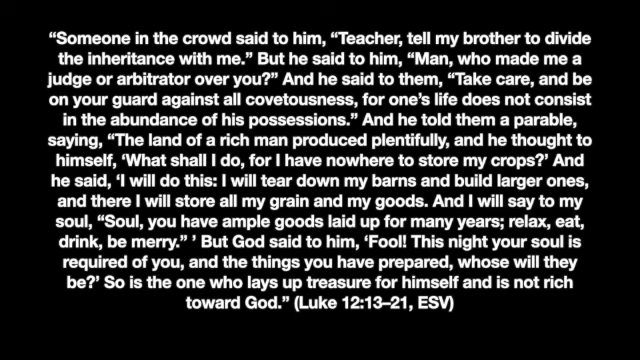 “Someone in the crowd said to him, “Teacher, tell my brother to divide
the inheritance with me.” But he said to him, “Man, who made me a
judge or arbitrator over you?” And he said to them, “Take care, and be
on your guard against all covetousness, for one’s life does not consist
in the abundance of his possessions.” And he told them a parable,
saying, “The land of a rich man produced plentifully, and he thought to
himself, ‘What shall I do, for I have nowhere to store my crops?’ And
he said, ‘I will do this: I will tear down my barns and build larger ones,
and there I will store all my grain and my goods. And I will say to my
soul, “Soul, you have ample goods laid up for many years; relax, eat,
drink, be merry.” ’ But God said to him, ‘Fool! This night your soul is
required of you, and the things you have prepared, whose will they
be?’ So is the one who lays up treasure for himself and is not rich
toward God.” (Luke 12:13–21, ESV)